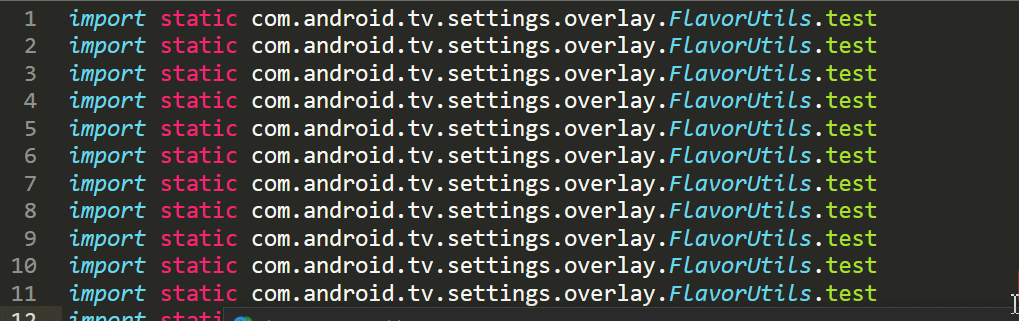 1 import static com.android.tv.settings.overlay.FlavorUtils.test
2 import static com.android.tv.settings.overlay.FlavorUtils.test
3 import static com.android.tv.settings.overlay.FlavorUtils.test
4 import static com.android.tv.settings.overlay.FlavorUtils.test
5 import static com.android.tv.settings.overlay.FlavorUtils.test
6 import static com.android.tv.settings.overlay.FlavorUtils.test
7 import static com.android.tv.settings.overlay.FlavorUtils.test
8 import static com.android.tv.settings.overlay.FlavorUtils.test
9 import static com.android.tv.settings.overlay.FlavorUtils.test
10 import static com.android.tv.settings.overlay.FlavorUtils.test
11 import static com.android.tv.settings.overlay.FlavorUtils.test
12 import stati